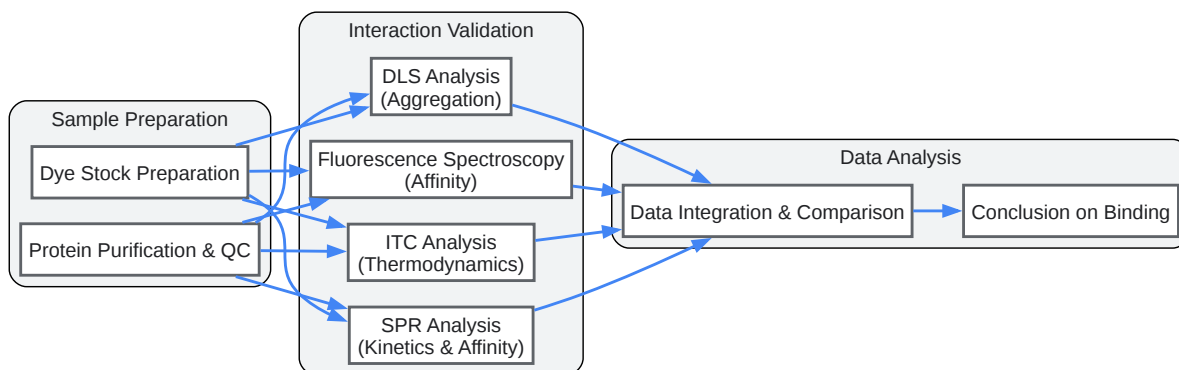 Sample Preparation
Dye Stock Preparation
Protein Purification & QC
Interaction Validation
DLS Analysis
(Aggregation)
Fluorescence Spectroscopy
(Affinity)
ITC Analysis
(Thermodynamics)
SPR Analysis
(Kinetics & Affinity)
Data Analysis
Data Integration & Comparison
Conclusion on Binding